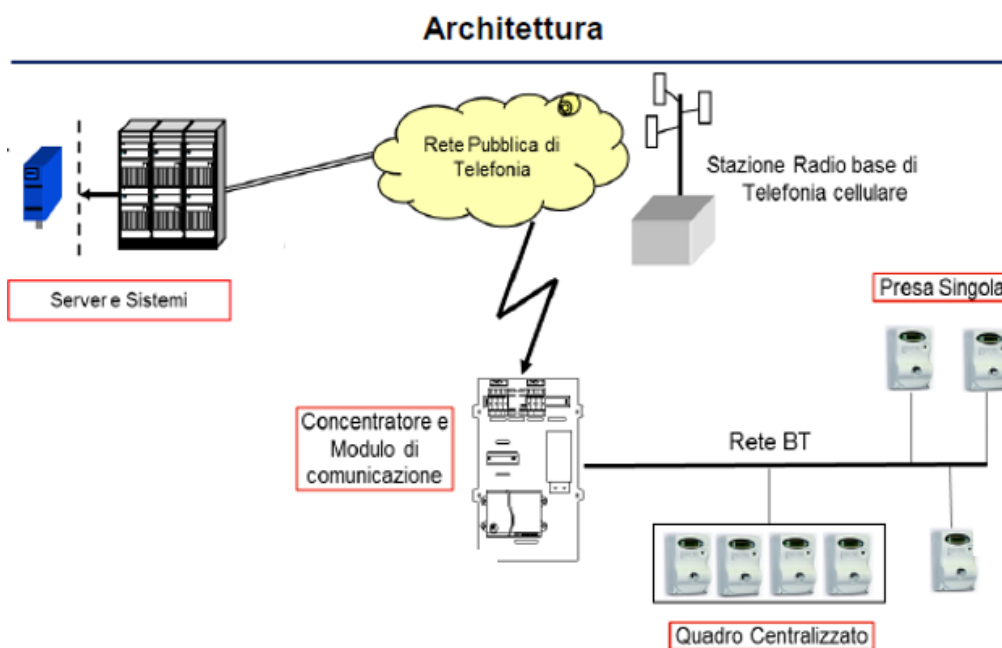 Architettura
Rete Pubblica di
Telefonia
Stazione Radio base di
Telefonia cellulare
Server e Sistemi
Presa Singola
Concentratore e
Modulo di
comunicazione
Rete BT
Quadro Centralizzato